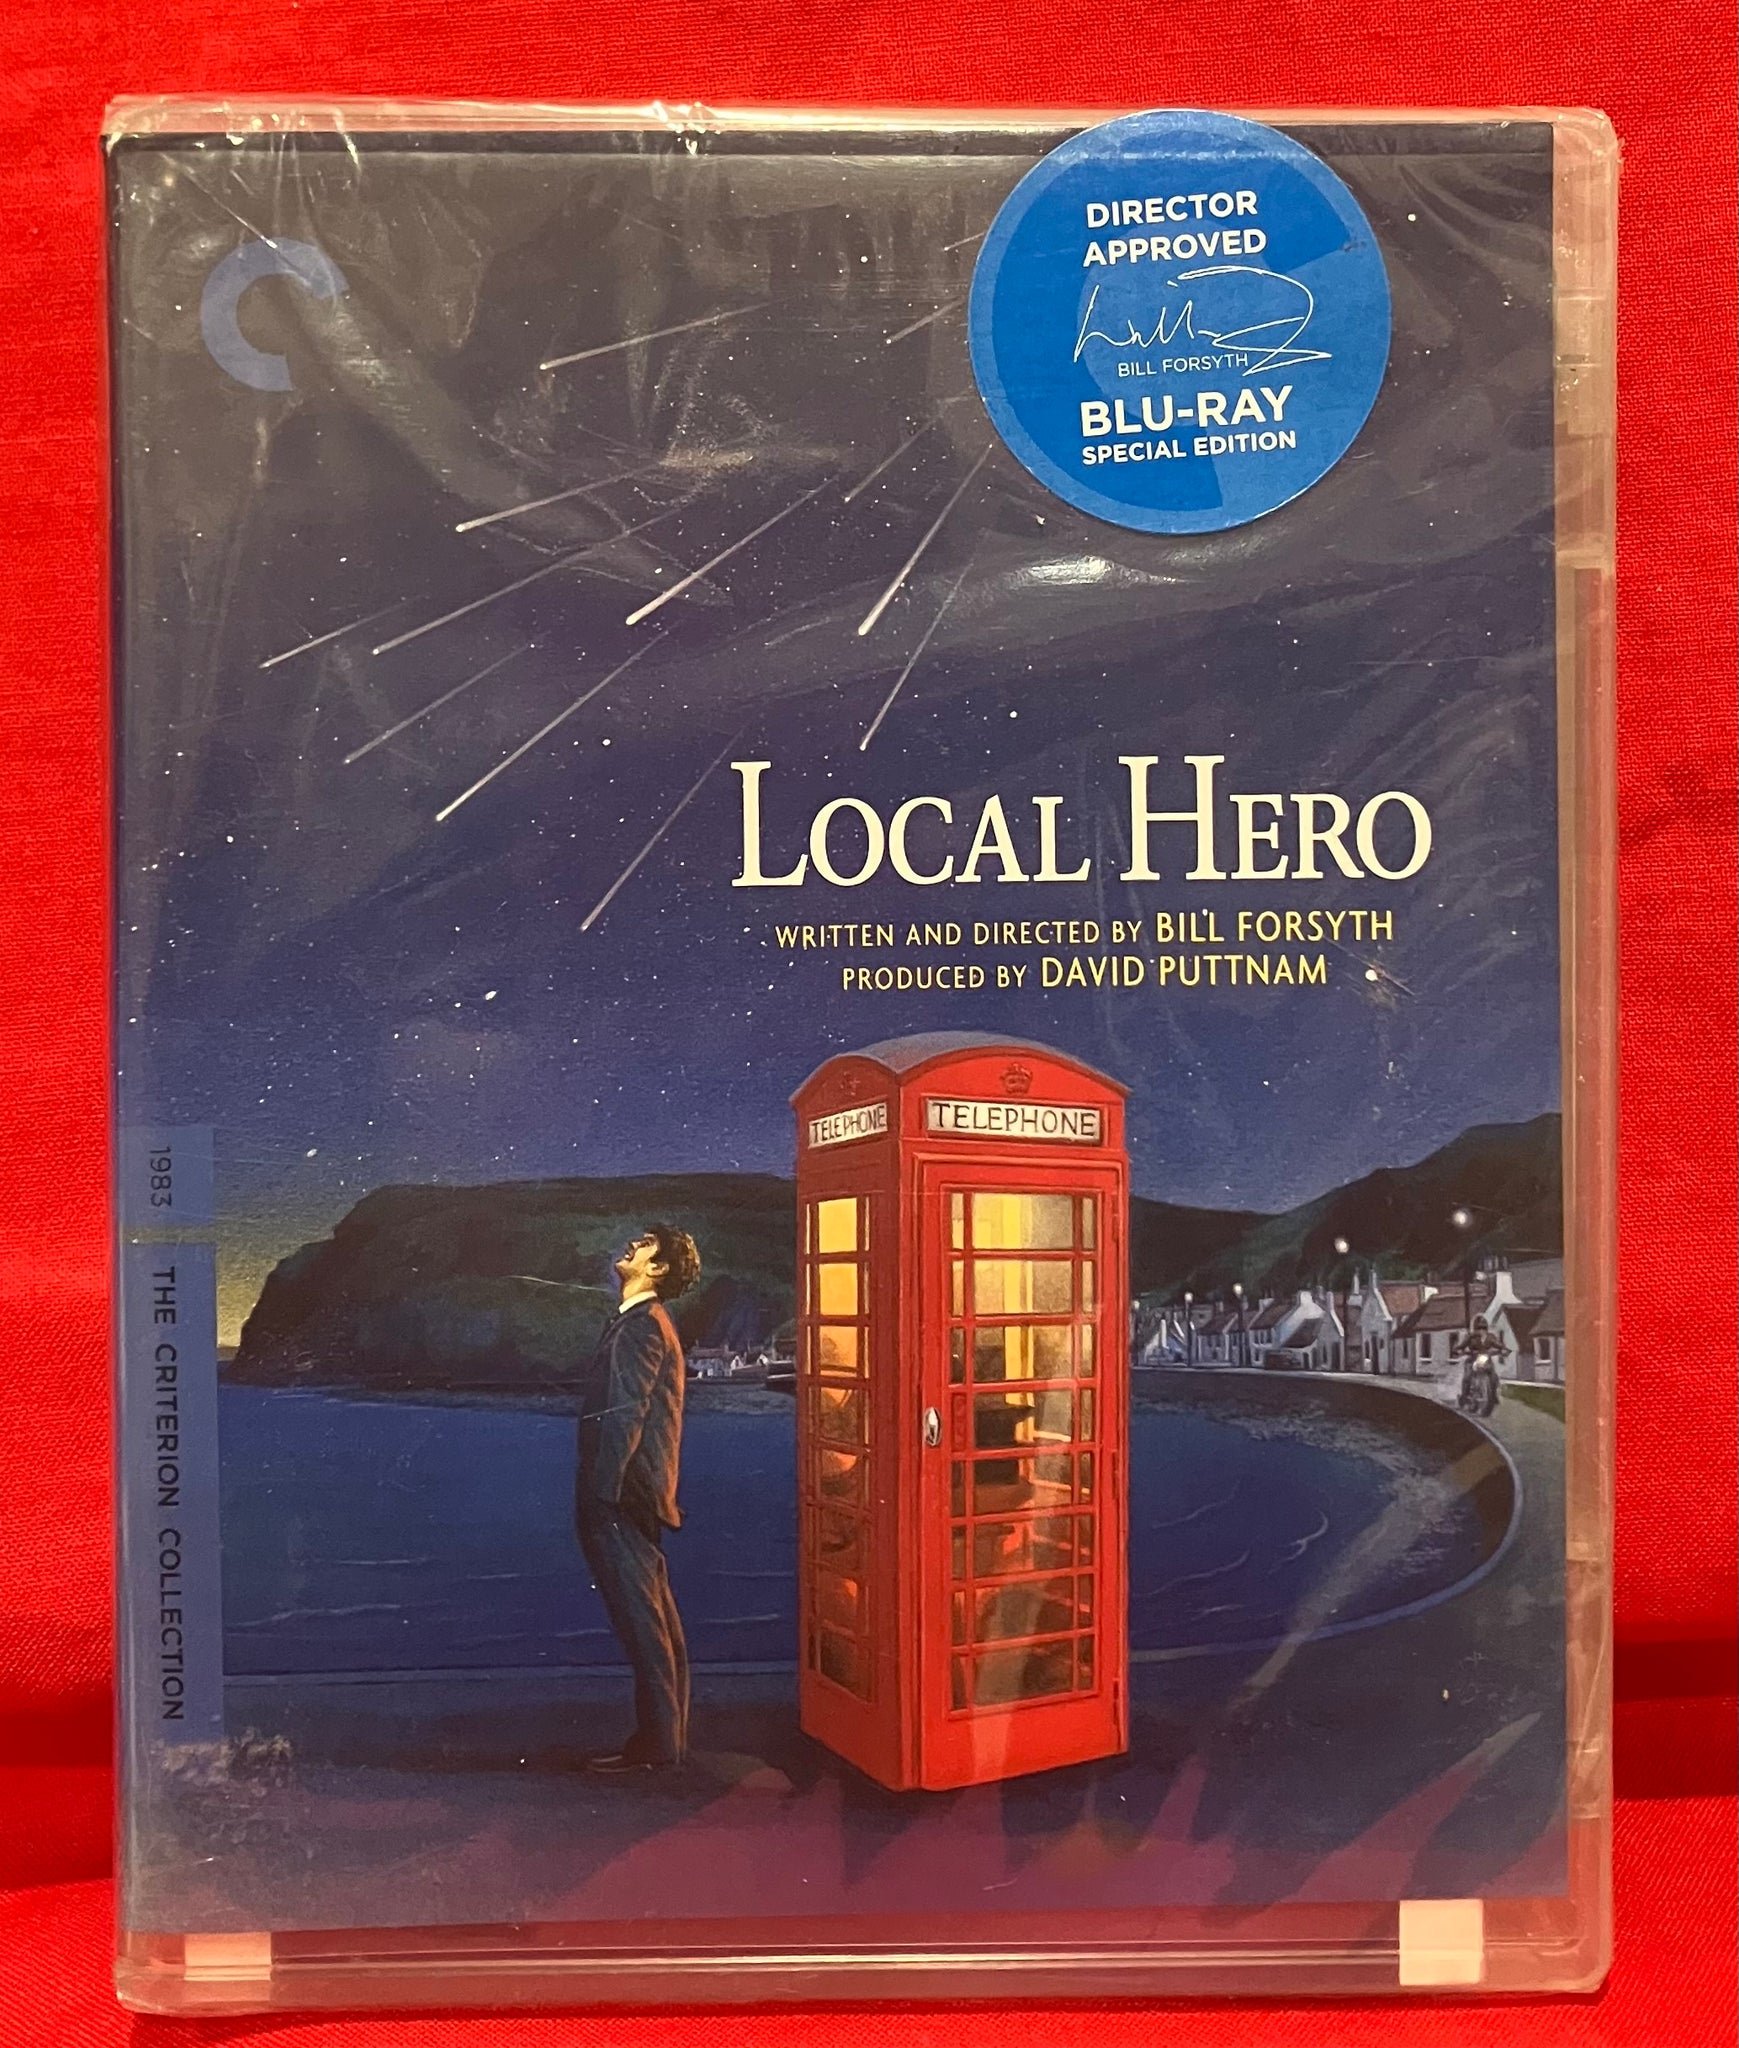 DIRECTOR
APPROVED
BILL FORSYTH
BLU-RAY
SPECIAL EDITION
LOCAL HERO
WRITTEN AND DIRECTED BY BILL FORSYTH
PRODUCED BY DAVID PUTTNAM
TELEPHONE
TELEPHONE
1983 THE CRITERION COLLECTION